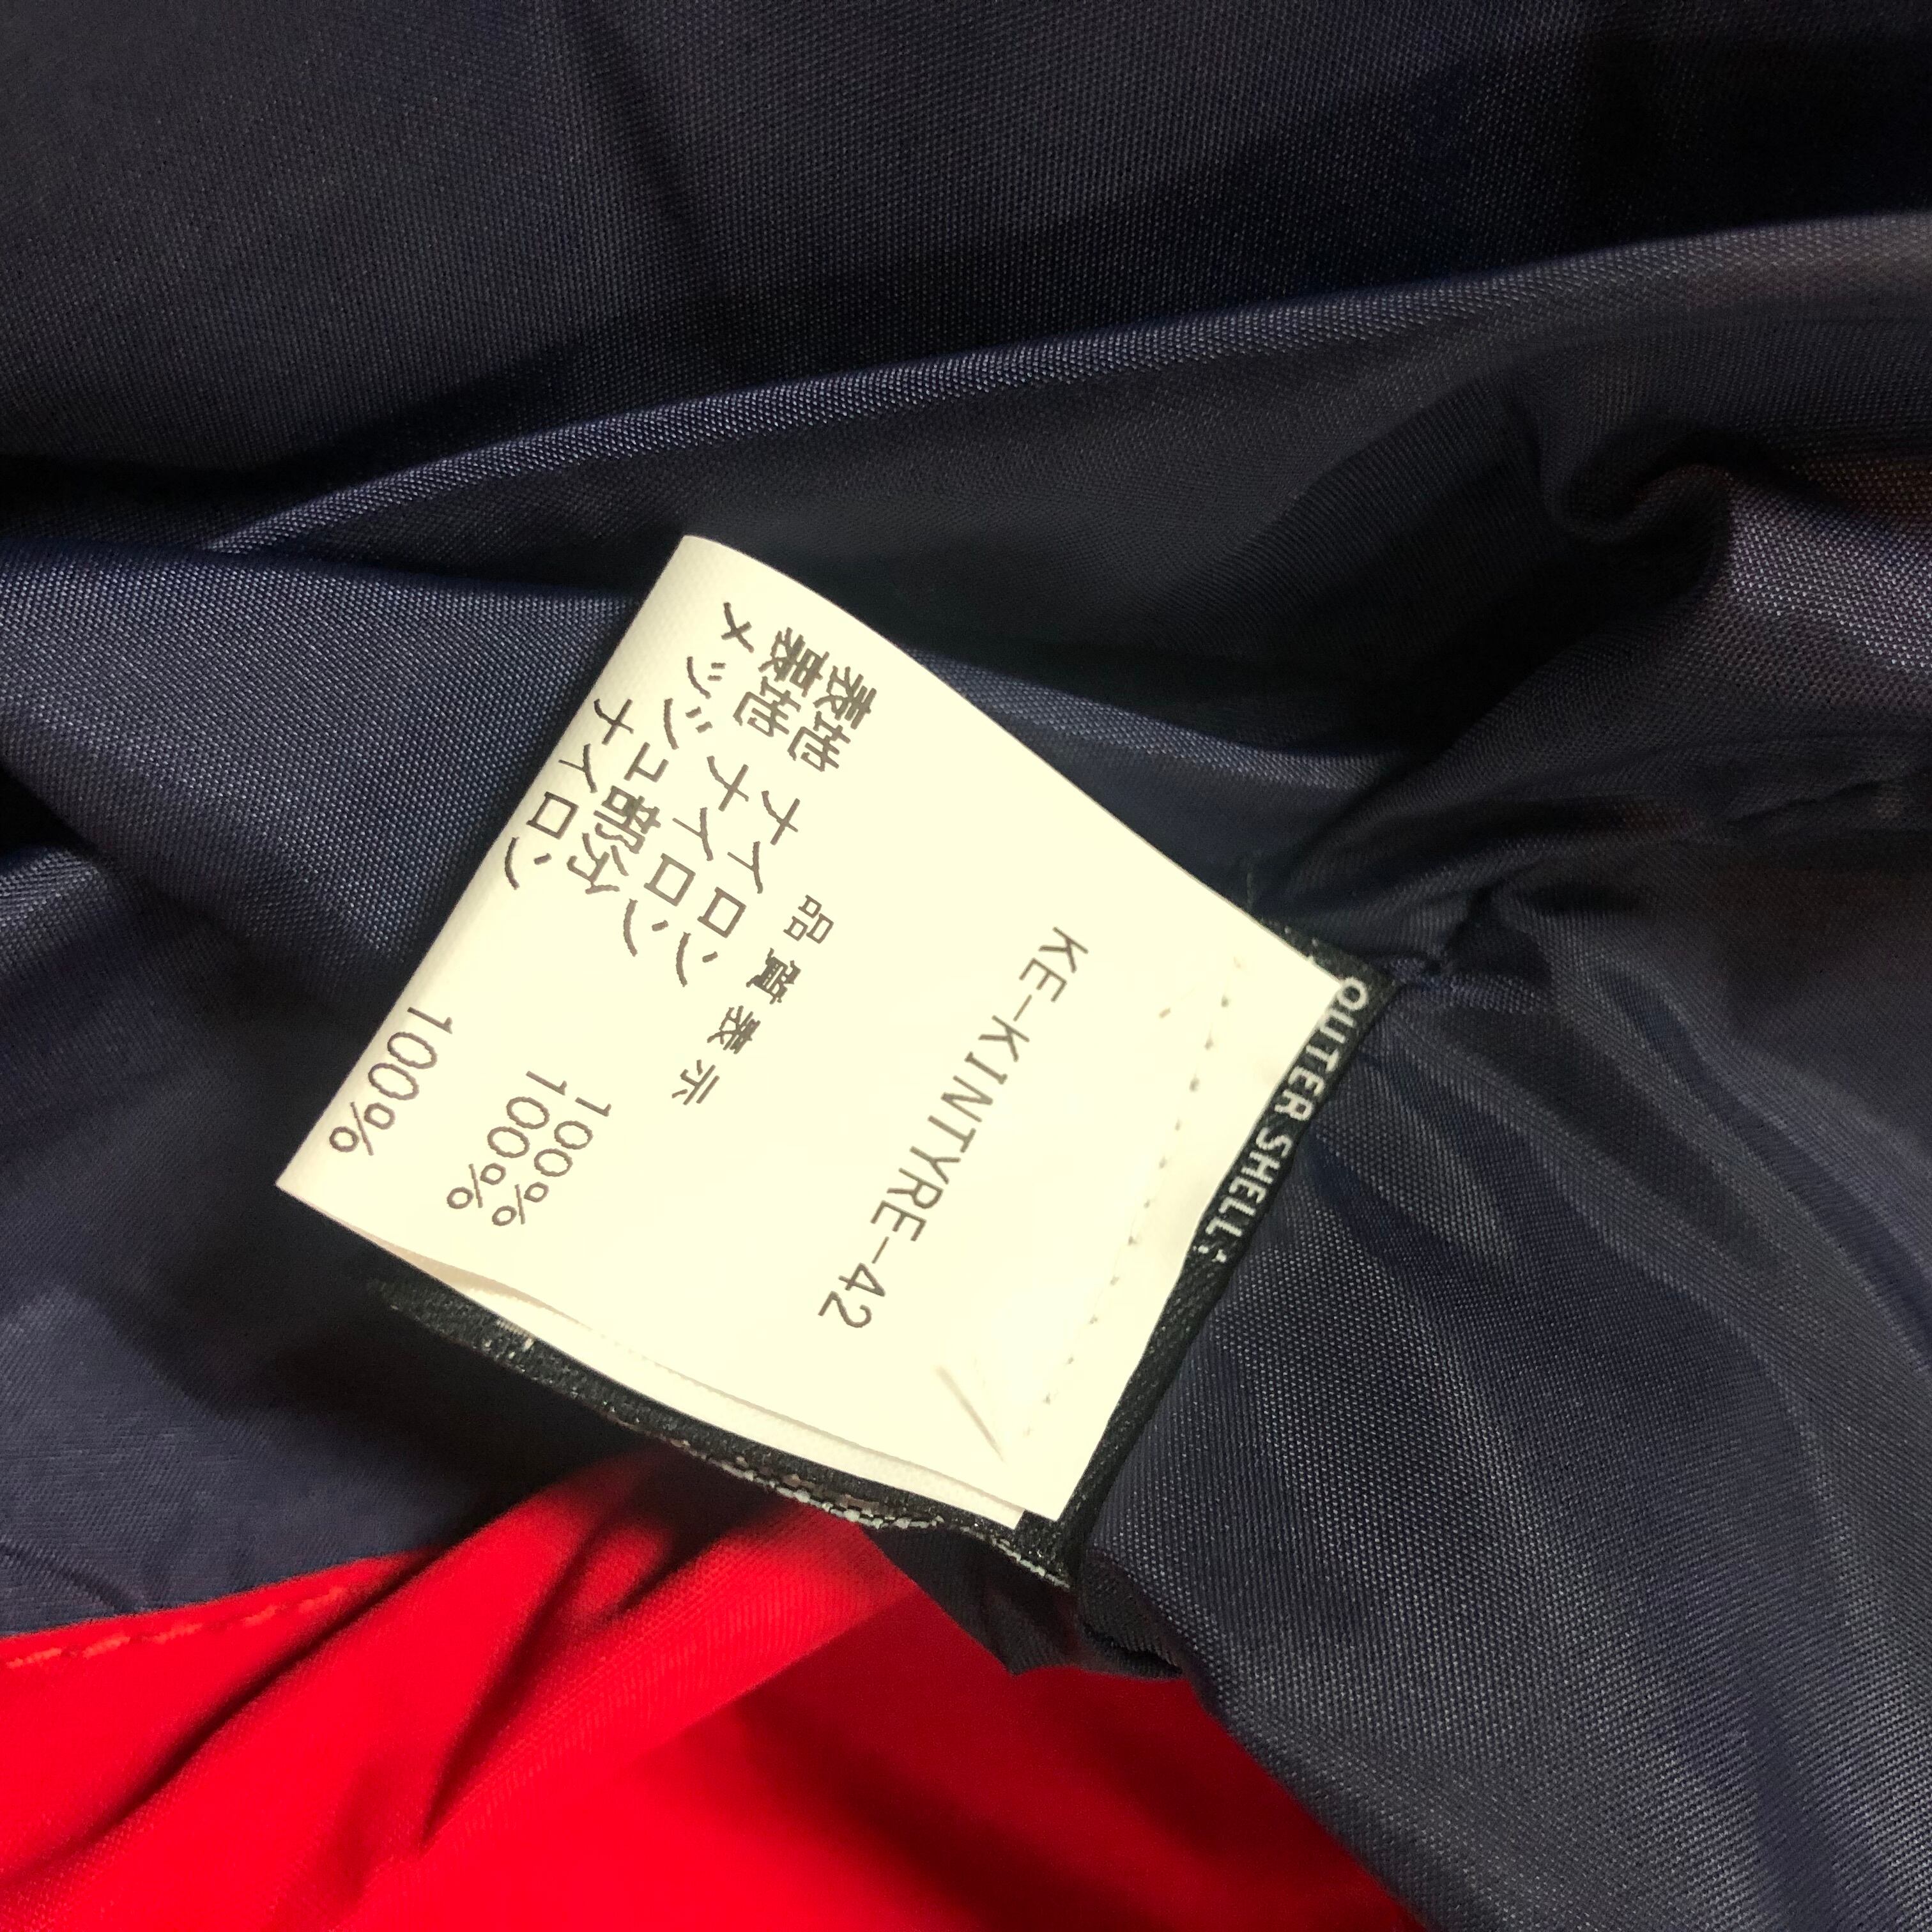 OUTER SHELL:
KE-KINTYRE-42
品質表示
表地 ナイロン 100%
裏地 ナイロン 100%
メッシュ部分
ナイロン 100%